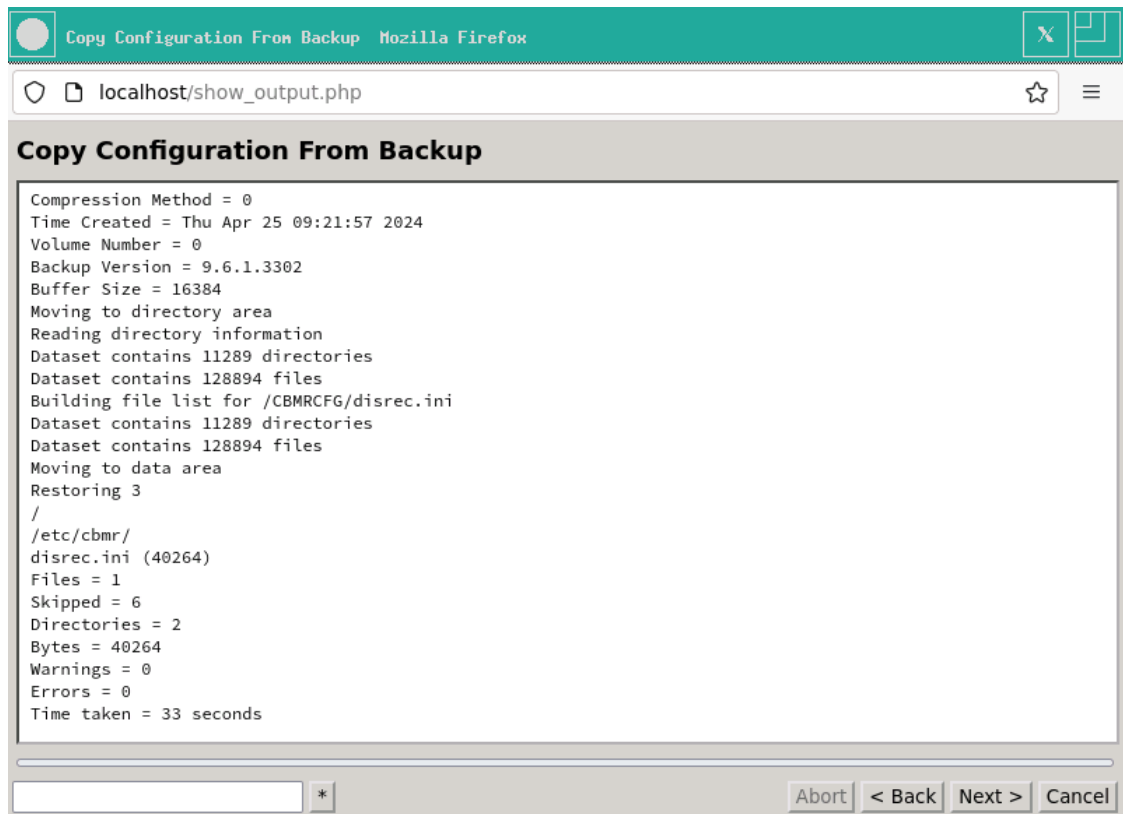 Copy Configuration From Backup  Mozilla Firefox
X
localhost/show_output.php
Copy Configuration From Backup
Compression Method = 0
Time Created = Thu Apr 25 09:21:57 2024
Volume Number = 0
Backup Version = 9.6.1.3302
Buffer Size = 16384
Moving to directory area
Reading directory information
Dataset contains 11289 directories
Dataset contains 128894 files
Building file list for /CBMRCFG/disrec.ini
Dataset contains 11289 directories
Dataset contains 128894 files
Moving to data area
Restoring 3
/
/etc/cbmr/
disrec.ini (40264)
Files = 1
Skipped = 6
Directories = 2
Bytes = 40264
Warnings = 0
Errors = 0
Time taken = 33 seconds
* Abort < Back Next > Cancel